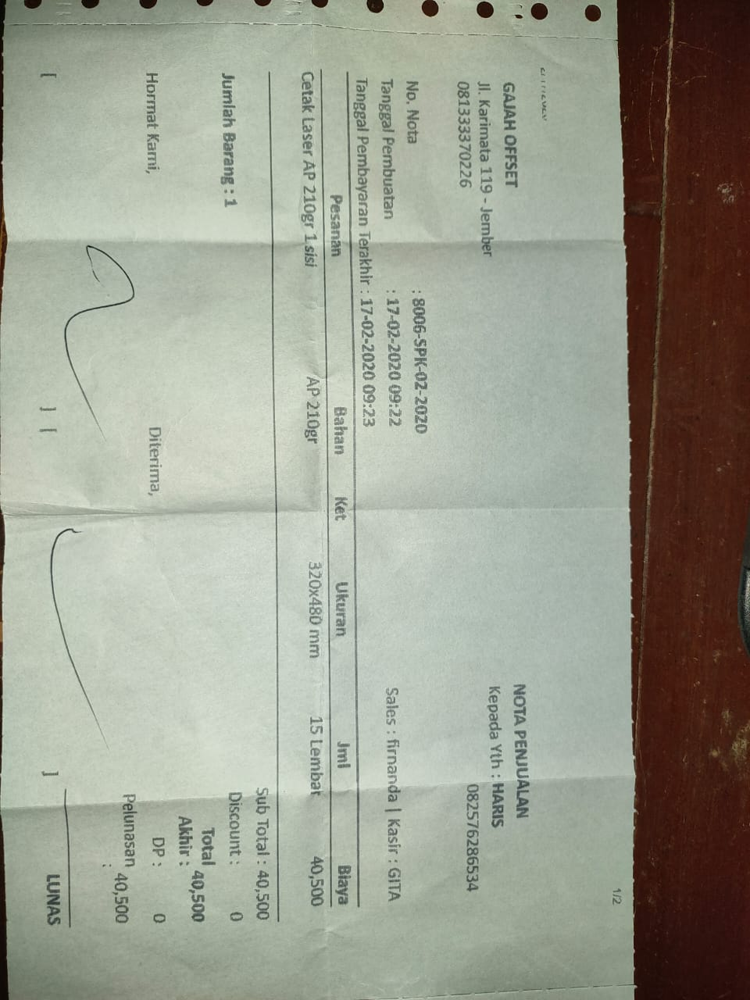 1/2
GAJAH OFFSET
Jl. Karimata 119 - Jember
081333370226
NOTA PENJUALAN
Kepada Yth : HARIS
082576286534
No. Nota : 8006-SPK-02-2020
Tanggal Pembuatan : 17-02-2020 09:22
Sales : firnanda | Kasir : GITA
Tanggal Pembayaran Terakhir : 17-02-2020 09:23
Pesanan Bahan Ket Ukuran Jml Biaya
Cetak Laser AP 210gr 1 sisi AP 210gr 320x480 mm 15 Lembar 40,500
Jumlah Barang : 1
Sub Total : 40,500
Discount : 0
Total Akhir : 40,500
DP : 0
Pelunasan : 40,500
Hormat Kami, Diterima,
[ ] [ ]
LUNAS